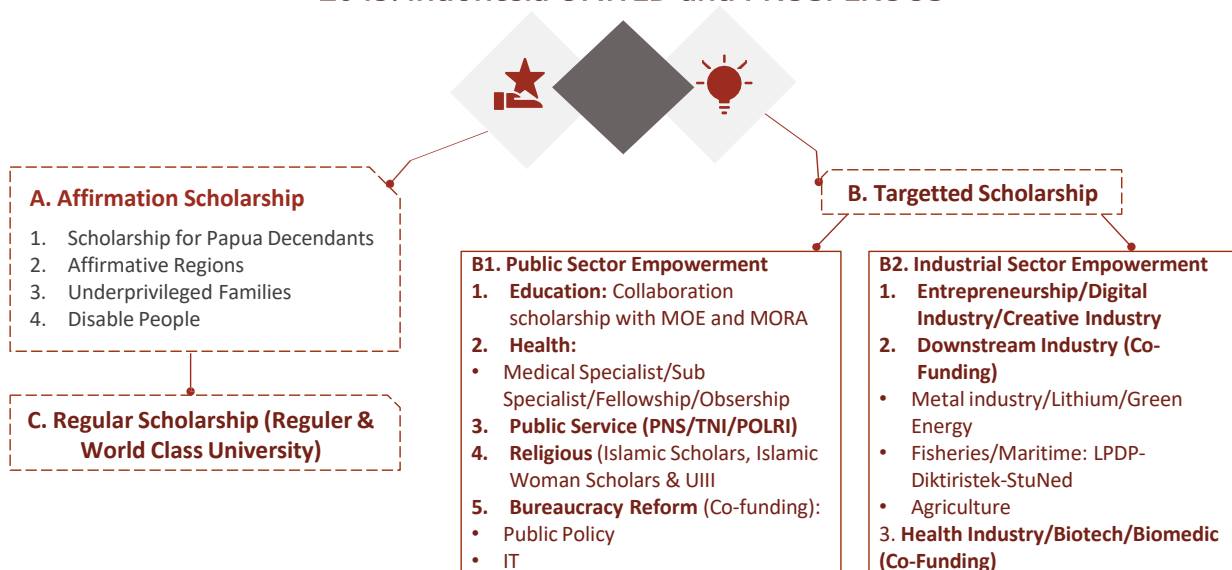 A. Affirmation Scholarship
1. Scholarship for Papua Decendants
2. Affirmative Regions
3. Underprivileged Families
4. Disable People
C. Regular Scholarship (Reguler &
World Class University)
B. Targetted Scholarship
B1. Public Sector Empowerment
1. Education: Collaboration
scholarship with MOE and MORA
2. Health:
• Medical Specialist/Sub
Specialist/Fellowship/Obsership
3. Public Service (PNS/TNI/POLRI)
4. Religious (Islamic Scholars, Islamic
Woman Scholars & UIII)
5. Bureaucracy Reform (Co-funding):
• Public Policy
• IT
B2. Industrial Sector Empowerment
1. Entrepreneurship/Digital
Industry/Creative Industry
2. Downstream Industry (Co-
Funding)
• Metal industry/Lithium/Green
Energy
• Fisheries/Maritime: LPDP-
Diktiristek-StuNed
• Agriculture
3. Health Industry/Biotech/Biomedic
(Co-Funding)